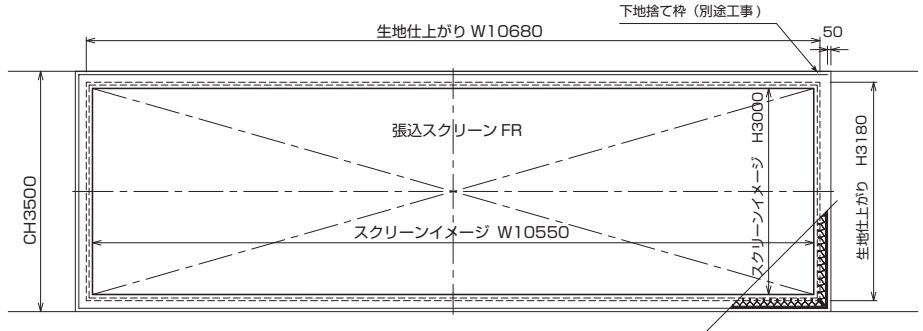 下地捨て枠（別途工事）
生地仕上がり W10680
50
張込スクリーン FR
スクリーンイメージ H3000
生地仕上がり H3180
CH3500
スクリーンイメージ W10550